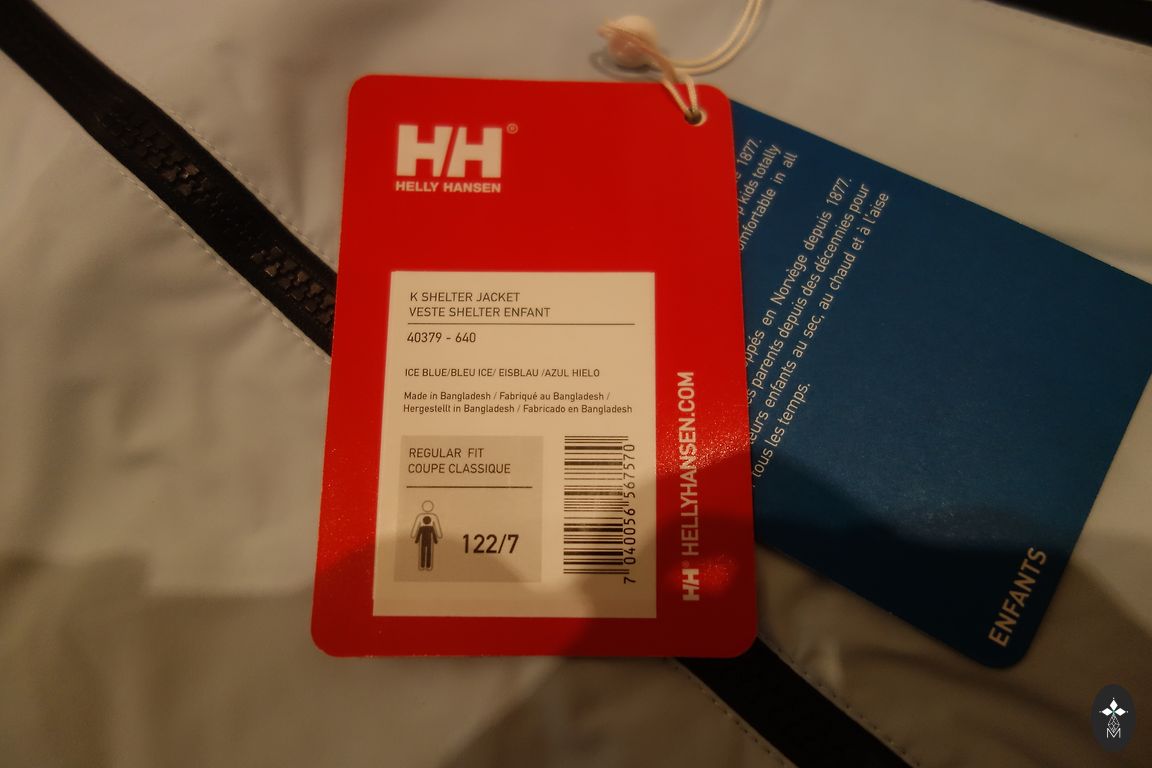 HH®
HELLY HANSEN
K SHELTER JACKET
VESTE SHELTER ENFANT
40379 - 640
ICE BLUE/BLEU ICE/ EISBLAU /AZUL HIELO
Made in Bangladesh / Fabriqué au Bangladesh /
Hergestellt in Bangladesh / Fabricado en Bangladesh
REGULAR FIT
COUPE CLASSIQUE
122/7
7 040056 567570
HH® HELLYHANSEN.COM
1877.
kids totally
in all
en Norvège depuis 1877.
parents depuis des décennies pour
enfants au sec, au chaud et à l'aise
tous les temps.
ENFANTS
M